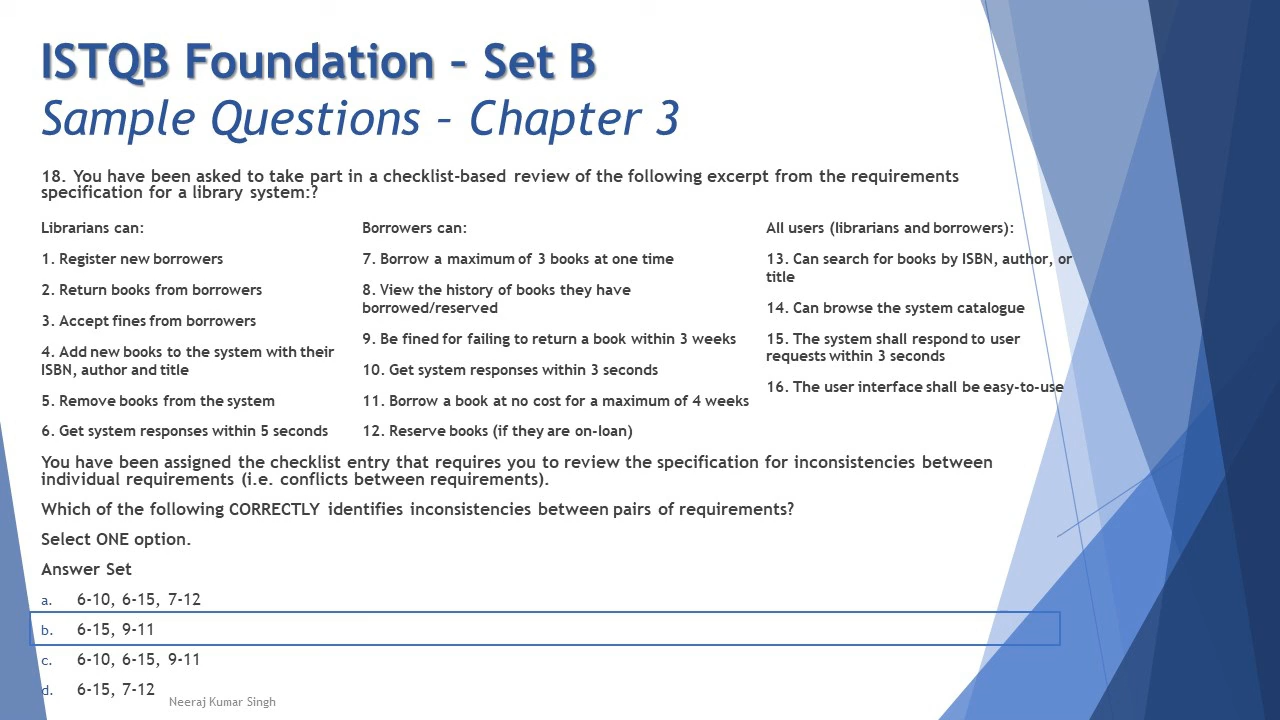 ISTQB Foundation – Set B
Sample Questions – Chapter 3
18. You have been asked to take part in a checklist-based review of the following excerpt from the requirements
specification for a library system:?
Librarians can:
1. Register new borrowers
2. Return books from borrowers
3. Accept fines from borrowers
4. Add new books to the system with their
ISBN, author and title
5. Remove books from the system
6. Get system responses within 5 seconds
Borrowers can:
7. Borrow a maximum of 3 books at one time
8. View the history of books they have
borrowed/reserved
9. Be fined for failing to return a book within 3 weeks
10. Get system responses within 3 seconds
11. Borrow a book at no cost for a maximum of 4 weeks
12. Reserve books (if they are on-loan)
All users (librarians and borrowers):
13. Can search for books by ISBN, author, or
title
14. Can browse the system catalogue
15. The system shall respond to user
requests within 3 seconds
16. The user interface shall be easy-to-use
You have been assigned the checklist entry that requires you to review the specification for inconsistencies between
individual requirements (i.e. conflicts between requirements).
Which of the following CORRECTLY identifies inconsistencies between pairs of requirements?
Select ONE option.
Answer Set
a. 6-10, 6-15, 7-12
b. 6-15, 9-11
c. 6-10, 6-15, 9-11
d. 6-15, 7-12
Neeraj Kumar Singh